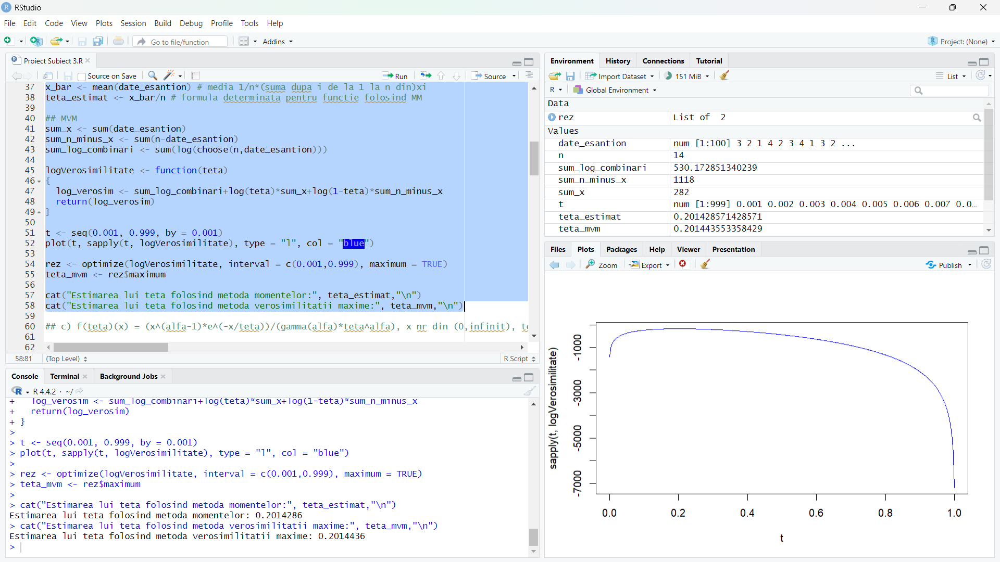 RStudio
File Edit Code View Plots Session Build Debug Profile Tools Help
Go to file/function Addins Project: (None)
Project Subiect 3.R
Source on Save Run Source
37 x_bar <- mean(date_esantion) # media 1/n*(suma dupa i de la 1 la n din)xi
38 teta_estimat <- x_bar/n # formula determinata pentru functie folosind MM
39
40 ## MVM
41 sum_x <- sum(date_esantion)
42 sum_n_minus_x <- sum(n-date_esantion)
43 sum_log_combinari <- sum(log(choose(n,date_esantion)))
44
45 logVerosimilitate <- function(teta)
46 {
47 log_verosim <- sum_log_combinari+log(teta)*sum_x+log(1-teta)*sum_n_minus_x
48 return(log_verosim)
49 }
50
51 t <- seq(0.001, 0.999, by = 0.001)
52 plot(t, sapply(t, logVerosimilitate), type = "l", col = "blue")
53
54 rez <- optimize(logVerosimilitate, interval = c(0.001,0.999), maximum = TRUE)
55 teta_mvm <- rez$maximum
56
57 cat("Estimarea lui teta folosind metoda momentelor:", teta_estimat,"\n")
58 cat("Estimarea lui teta folosind metoda verosimilitatii maxime:", teta_mvm,"\n")
59
60 ## c) f(teta)(x) = (x^(alfa-1)*e^(-x/teta))/(gamma(alfa)*teta^alfa), x nr din (0,infinit), te
61
62
58:81 (Top Level) R Script
Console Terminal Background Jobs
R 4.4.2 · ~/
+ log_verosim <- sum_log_combinari+log(teta)*sum_x+log(1-teta)*sum_n_minus_x
+ return(log_verosim)
+ }
>
> t <- seq(0.001, 0.999, by = 0.001)
> plot(t, sapply(t, logVerosimilitate), type = "l", col = "blue")
>
> rez <- optimize(logVerosimilitate, interval = c(0.001,0.999), maximum = TRUE)
> teta_mvm <- rez$maximum
>
> cat("Estimarea lui teta folosind metoda momentelor:", teta_estimat,"\n")
Estimarea lui teta folosind metoda momentelor: 0.2014286
> cat("Estimarea lui teta folosind metoda verosimilitatii maxime:", teta_mvm,"\n")
Estimarea lui teta folosind metoda verosimilitatii maxime: 0.2014436
>
Environment History Connections Tutorial
Import Dataset 151 MiB List
R Global Environment
Data
rez List of 2
Values
date_esantion num [1:100] 3 2 1 4 2 3 4 1 3 2 ...
n 14
sum_log_combinari 530.172851340239
sum_n_minus_x 1118
sum_x 282
t num [1:999] 0.001 0.002 0.003 0.004 0.005 0.006 0.007 0.0...
teta_estimat 0.201428571428571
teta_mvm 0.201443553358429
Files Plots Packages Help Viewer Presentation
Zoom Export Publish
sapply(t, logVerosimilitate)
-1000
-3000
-5000
-7000
0.0 0.2 0.4 0.6 0.8 1.0
t